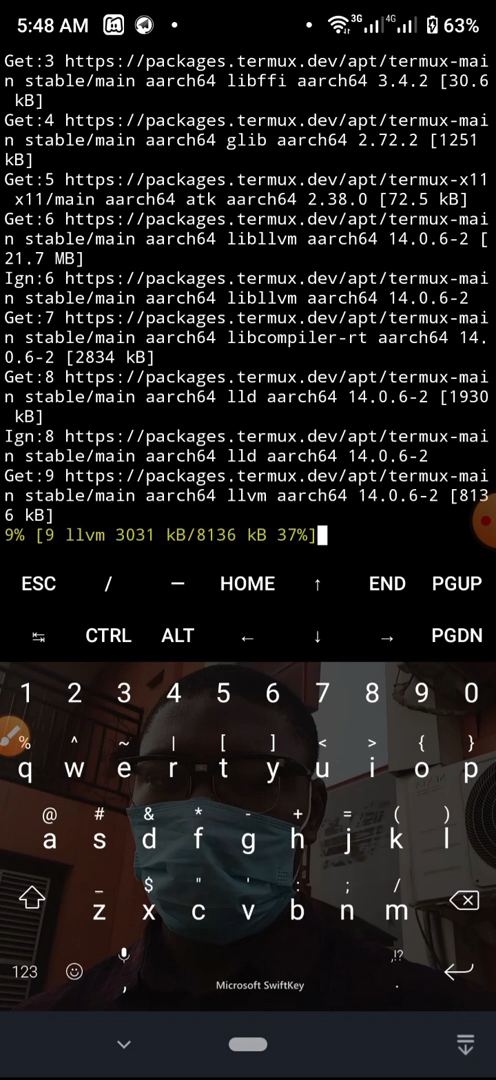 5:48 AM 3G 4G 63%
Get:3 https://packages.termux.dev/apt/termux-mai
n stable/main aarch64 libffi aarch64 3.4.2 [30.6
kB]
Get:4 https://packages.termux.dev/apt/termux-mai
n stable/main aarch64 glib aarch64 2.72.2 [1251
kB]
Get:5 https://packages.termux.dev/apt/termux-x11
x11/main aarch64 atk aarch64 2.38.0 [72.5 kB]
Get:6 https://packages.termux.dev/apt/termux-mai
n stable/main aarch64 libllvm aarch64 14.0.6-2 [
21.7 MB]
Ign:6 https://packages.termux.dev/apt/termux-mai
n stable/main aarch64 libllvm aarch64 14.0.6-2
Get:7 https://packages.termux.dev/apt/termux-mai
n stable/main aarch64 libcompiler-rt aarch64 14.
0.6-2 [2834 kB]
Get:8 https://packages.termux.dev/apt/termux-mai
n stable/main aarch64 lld aarch64 14.0.6-2 [1930
kB]
Ign:8 https://packages.termux.dev/apt/termux-mai
n stable/main aarch64 lld aarch64 14.0.6-2
Get:9 https://packages.termux.dev/apt/termux-mai
n stable/main aarch64 llvm aarch64 14.0.6-2 [813
6 kB]
9% [9 llvm 3031 kB/8136 kB 37%]
ESC / — HOME ↑ END PGUP
↹ CTRL ALT ← ↓ → PGDN
1 2 3 4 5 6 7 8 9 0
% ^ ~ | [ ] < > { }
q w e r t y u i o p
@ # & * - + = ( )
a s d f g h j k l
_ $ " ' : ; /
z x c v b n m
,!?
123 , Microsoft SwiftKey .